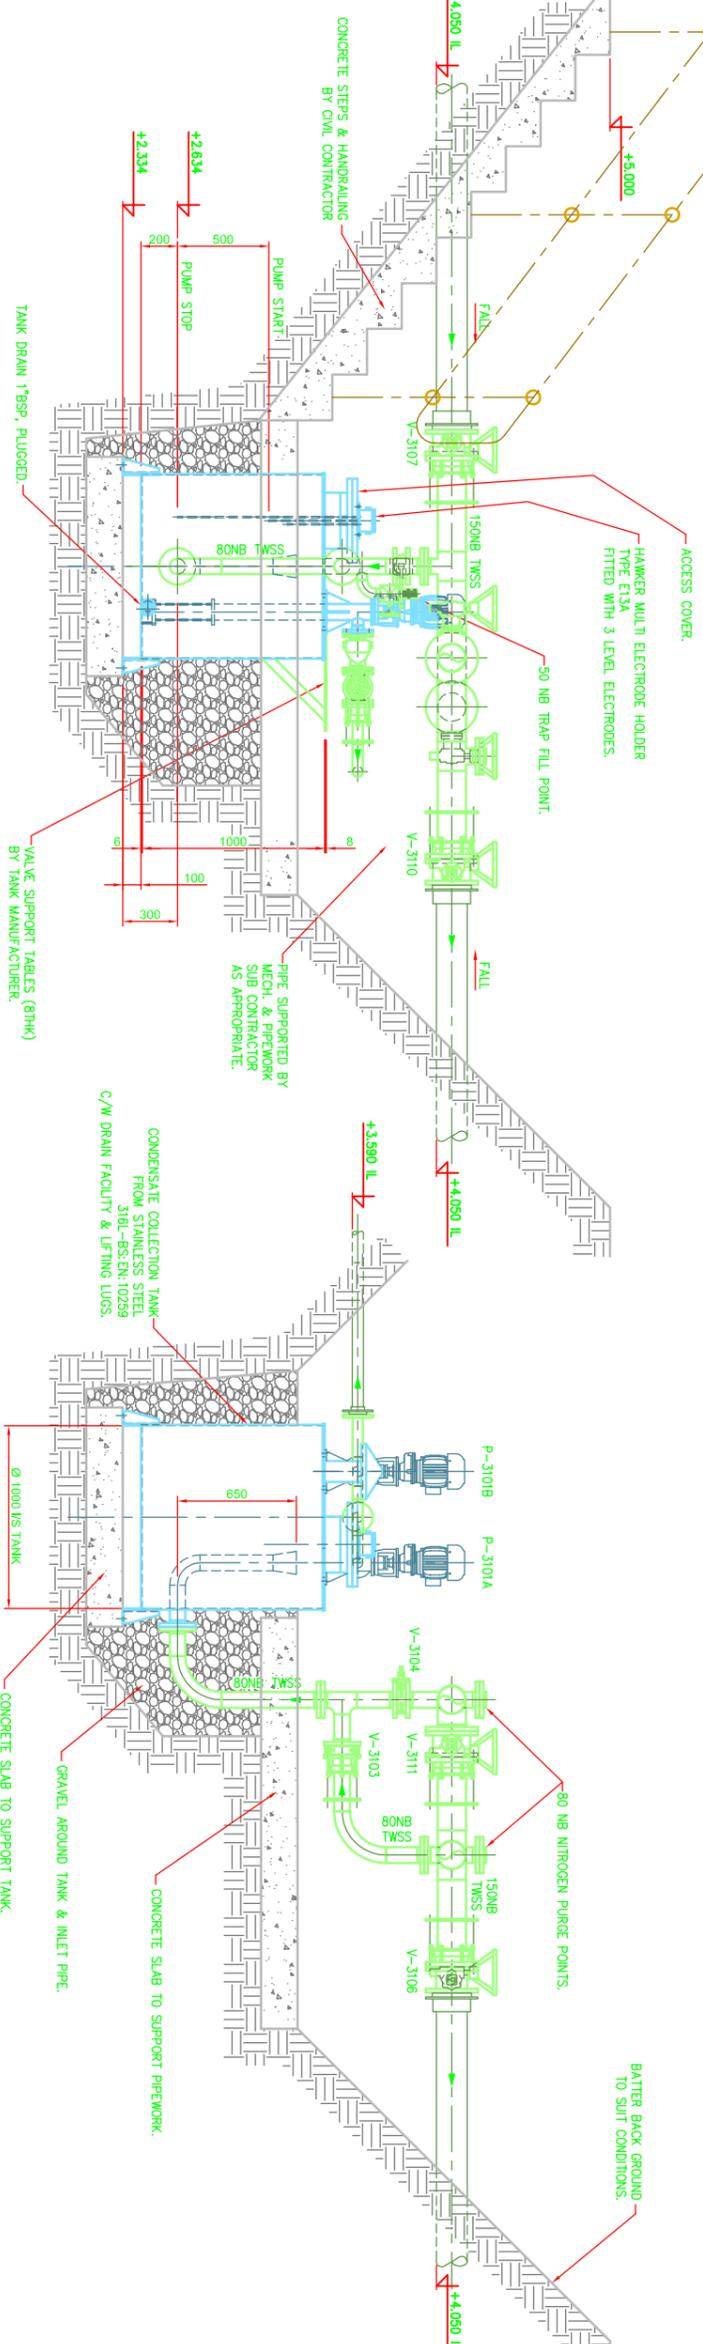 4.050 IL
+5.000
CONCRETE STEPS & HANDRAILING
BY CIVIL CONTRACTOR
+2.634
+2.334
200
500
PUMP STOP
PUMP START
FALL
TANK DRAIN 1"BSP, PLUGGED.
V-3107
150NB TWSS
80NB TWSS
ACCESS COVER.
HAWKER MULTI ELECTRODE HOLDER
TYPE E13A
FITTED WITH 3 LEVEL ELECTRODES.
50 NB TRAP FILL POINT.
V-3110
6
1000
8
100
300
VALVE SUPPORT TABLES (8THK)
BY TANK MANUFACTURER.
PIPE SUPPORTED BY
MECH. & PIPEWORK
SUB CONTRACTOR
AS APPROPRIATE.
FALL
+4.050 IL
+3.590 IL
CONDENSATE COLLECTION TANK
FROM STAINLESS STEEL
316L-BS:EN:10259
C/W DRAIN FACILITY & LIFTING LUGS.
P-3101B
P-3101A
650
Ø 1000 I/S TANK
V-3104
80NB TWSS
V-3103
V-3111
80NB
TWSS
150NB
TWSS
V-3106
80 NB NITROGEN PURGE POINTS.
CONCRETE SLAB TO SUPPORT TANK.
GRAVEL AROUND TANK & INLET PIPE.
CONCRETE SLAB TO SUPPORT PIPEWORK.
BATTER BACK GROUND
TO SUIT CONDITIONS.
+4.050 I